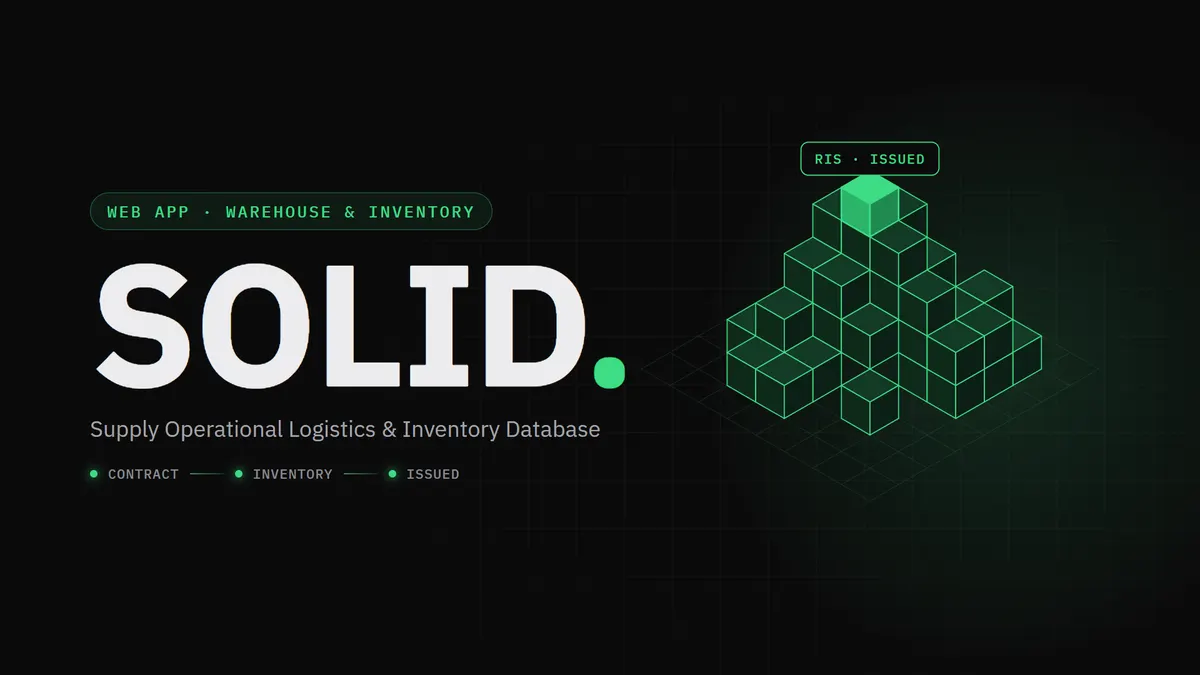 WEB APP · WAREHOUSE & INVENTORY
SOLID.
Supply Operational Logistics & Inventory Database
CONTRACT
INVENTORY
ISSUED
RIS · ISSUED